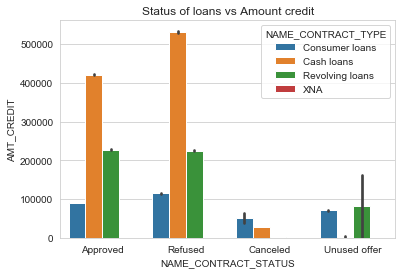 Status of loans vs Amount credit
NAME_CONTRACT_TYPE
Consumer loans
Cash loans
Revolving loans
XNA
AMT_CREDIT
500000
400000
300000
200000
100000
0
Approved
Refused
Canceled
Unused offer
NAME_CONTRACT_STATUS